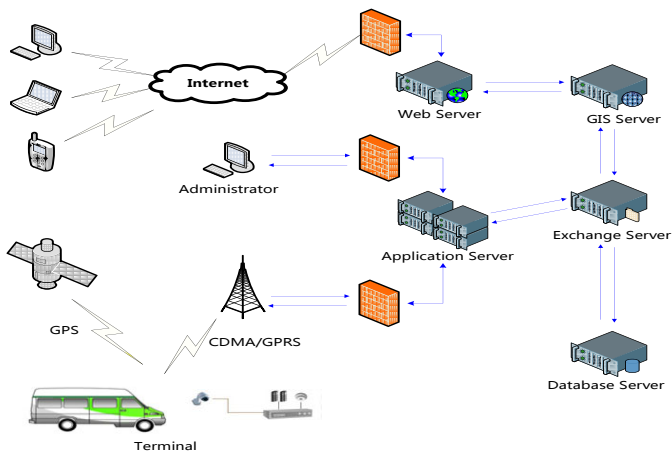 Internet
Web Server
GIS Server
Administrator
Application Server
Exchange Server
GPS
CDMA/GPRS
Database Server
Terminal